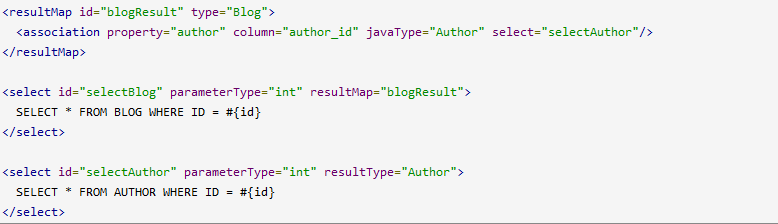 <resultMap id="blogResult" type="Blog">
  <association property="author" column="author_id" javaType="Author" select="selectAuthor"/>
</resultMap>

<select id="selectBlog" parameterType="int" resultMap="blogResult">
  SELECT * FROM BLOG WHERE ID = #{id}
</select>

<select id="selectAuthor" parameterType="int" resultType="Author">
  SELECT * FROM AUTHOR WHERE ID = #{id}
</select>